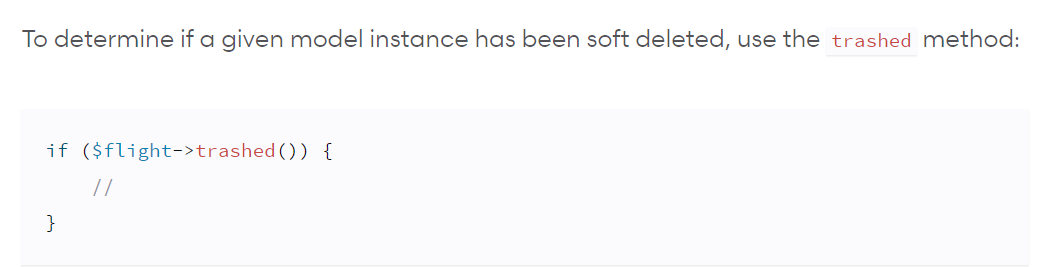 To determine if a given model instance has been soft deleted, use the trashed method:
if ($flight->trashed()) {
    //
}